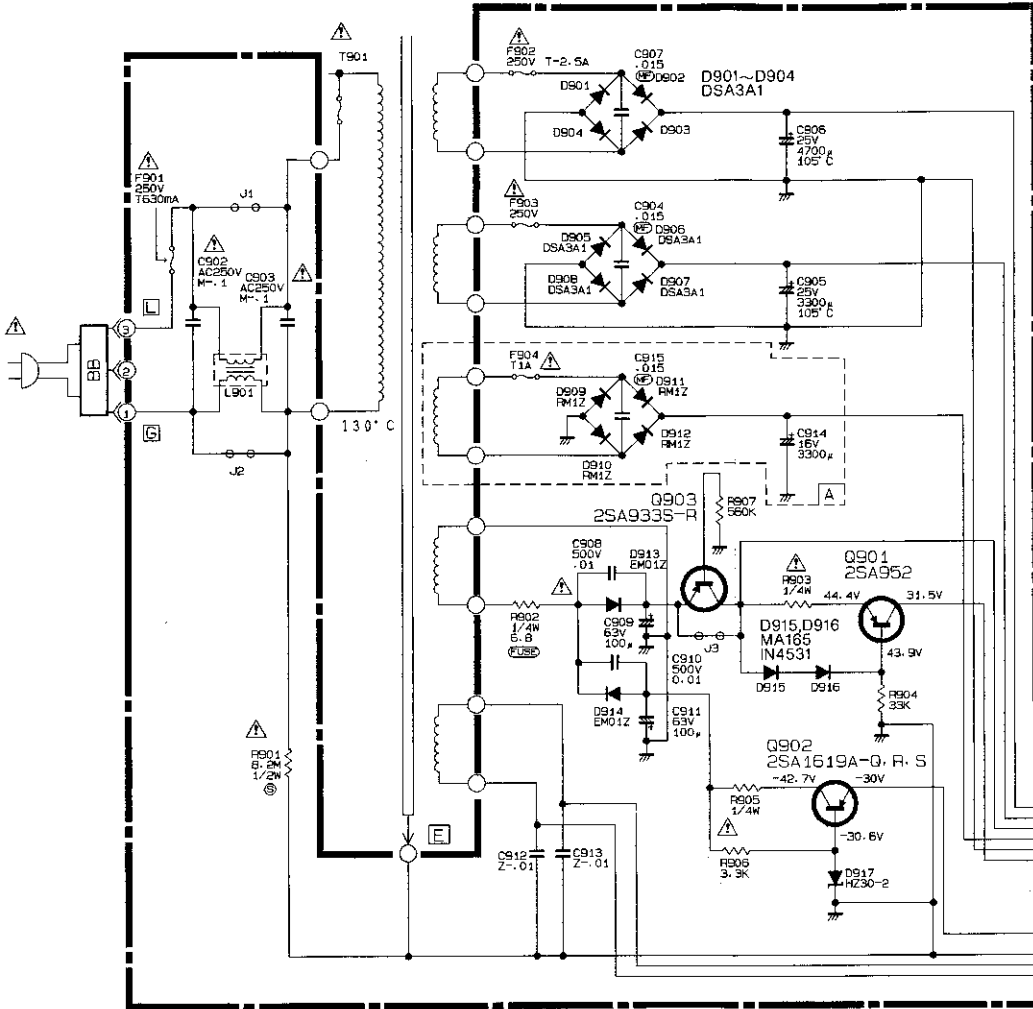 T901
F902
250V T-2.5A
C907
.015
MF D902
D901
D904
D903
D901~D904
DSA3A1
C906
25V
4700μ
105°C
F901
250V
T630mA
J1
C902
AC250V
M-.1
C903
AC250V
M-.1
L
3
BB
2
1
G
L901
J2
130°C
F903
250V
C904
.015
MF D906
DSA3A1
D905
DSA3A1
D908
DSA3A1
D907
DSA3A1
C905
25V
3300μ
105°C
F904
T1A
C915
.015
MF D911
RM1Z
D909
RM1Z
D912
RM1Z
D910
RM1Z
C914
16V
3300μ
A
Q903
2SA933S-R
R907
560K
C908
500V
.01
D913
EM01Z
R902
1/4W
6.8
FUSE
C909
63V
100μ
C910
500V
0.01
D914
EM01Z
C911
63V
100μ
J3
R903
1/4W
Q901
2SA952
44.4V
31.5V
43.9V
D915,D916
MA165
IN4531
D915
D916
R904
33K
R901
8.2M
1/2W
S
E
C912
Z-.01
C913
Z-.01
Q902
2SA1619A-Q,R,S
-42.7V
-30V
R905
1/4W
-30.6V
R906
3.3K
D917
HZ30-2